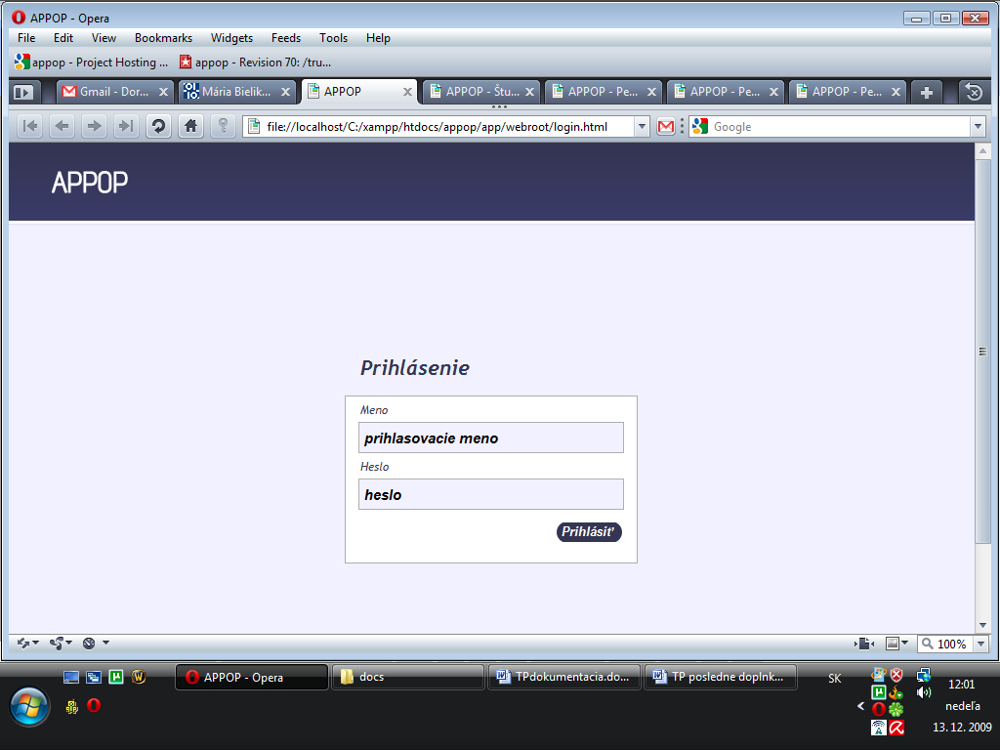 APPOP - Opera
File Edit View Bookmarks Widgets Feeds Tools Help
appop - Project Hosting ... appop - Revision 70: /tru...
Gmail - Dor... Mária Bielik... APPOP APPOP - Štu... APPOP - Pe... APPOP - Pe... APPOP - Pe...
file://localhost/C:/xampp/htdocs/appop/app/webroot/login.html Google
APPOP
Prihlásenie
Meno
prihlasovacie meno
Heslo
heslo
Prihlásiť
100%
APPOP - Opera docs TPdokumentacia.do... TP posledne doplnk... SK
12:01
nedeľa
13. 12. 2009